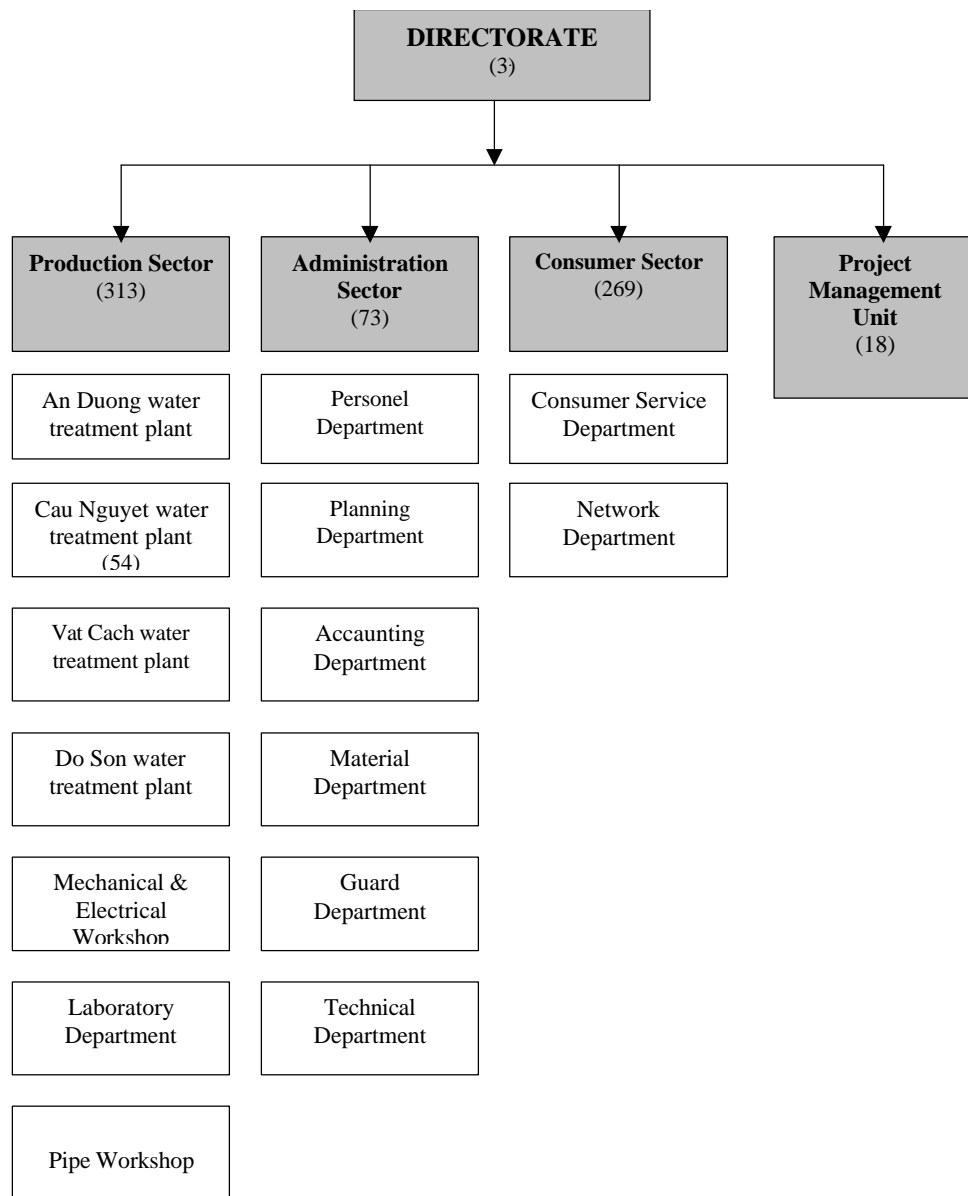 DIRECTORATE
(3)
Production Sector
(313)
Administration
Sector
(73)
Consumer Sector
(269)
Project
Management
Unit
(18)
An Duong water
treatment plant
Cau Nguyet water
treatment plant
(54)
Vat Cach water
treatment plant
Do Son water
treatment plant
Mechanical &
Electrical
Workshop
Laboratory
Department
Pipe Workshop
Personel
Department
Planning
Department
Accaunting
Department
Material
Department
Guard
Department
Technical
Department
Consumer Service
Department
Network
Department